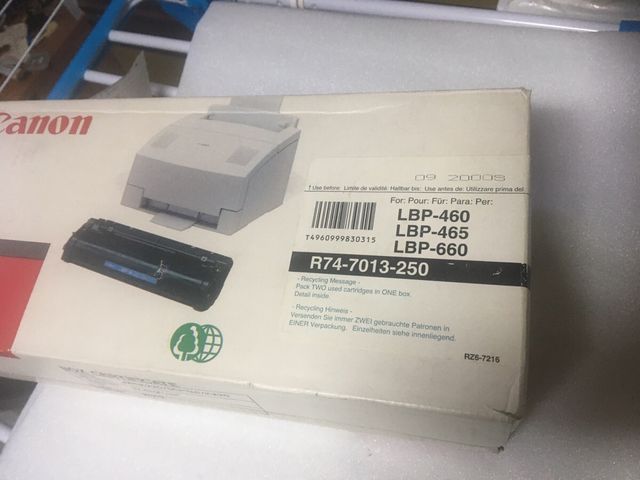 Canon
09 2000S
↑ Use before: Limite de validité: Haltbar bis: Use antes de: Utilizzare prima del
For: Pour: Für: Para: Per:
LBP-460
LBP-465
LBP-660
T4960999830315
R74-7013-250
- Recycling Message -
Pack TWO used cartridges in ONE box.
Detail inside.
- Recycling Hinweis -
Versenden Sie immer ZWEI gebrauchte Patronen in
EINER Verpackung. Einzelheiten siehe innenliegend.
RZ6-7216